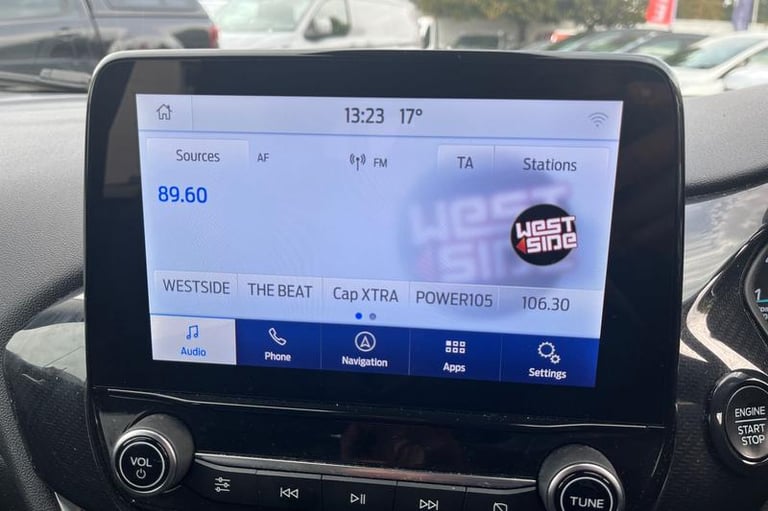 13:23 17°
Sources AF FM TA Stations
89.60
WEST
SIDE
WESTSIDE THE BEAT Cap XTRA POWER105 106.30
Audio Phone Navigation Apps Settings
VOL
TUNE
ENGINE
START
STOP